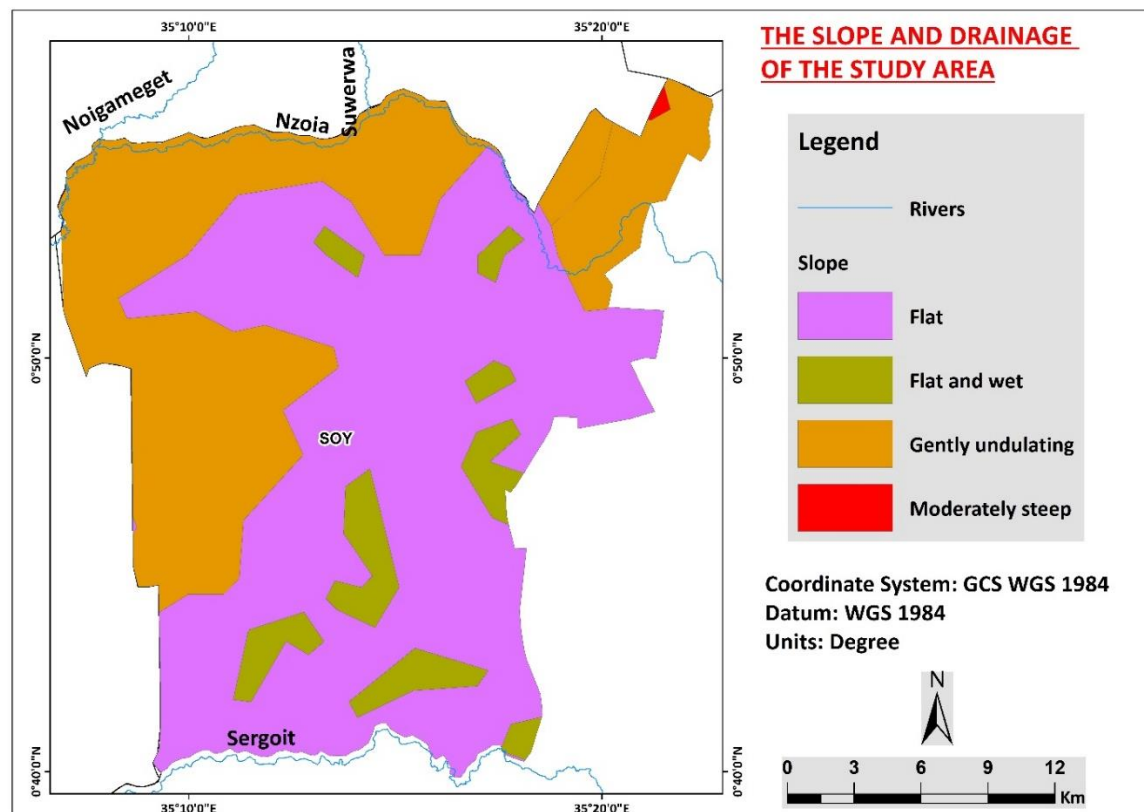 35°10'0"E
35°20'0"E
THE SLOPE AND DRAINAGE
OF THE STUDY AREA
Noigameget
Suwerwa
Nzoia
Legend
Rivers
Slope
Flat
Flat and wet
Gently undulating
Moderately steep
0°50'0"N
0°50'0"N
SOY
Coordinate System: GCS WGS 1984
Datum: WGS 1984
Units: Degree
N
Sergoit
0°40'0"N
0°40'0"N
0 3 6 9 12
Km
35°10'0"E
35°20'0"E